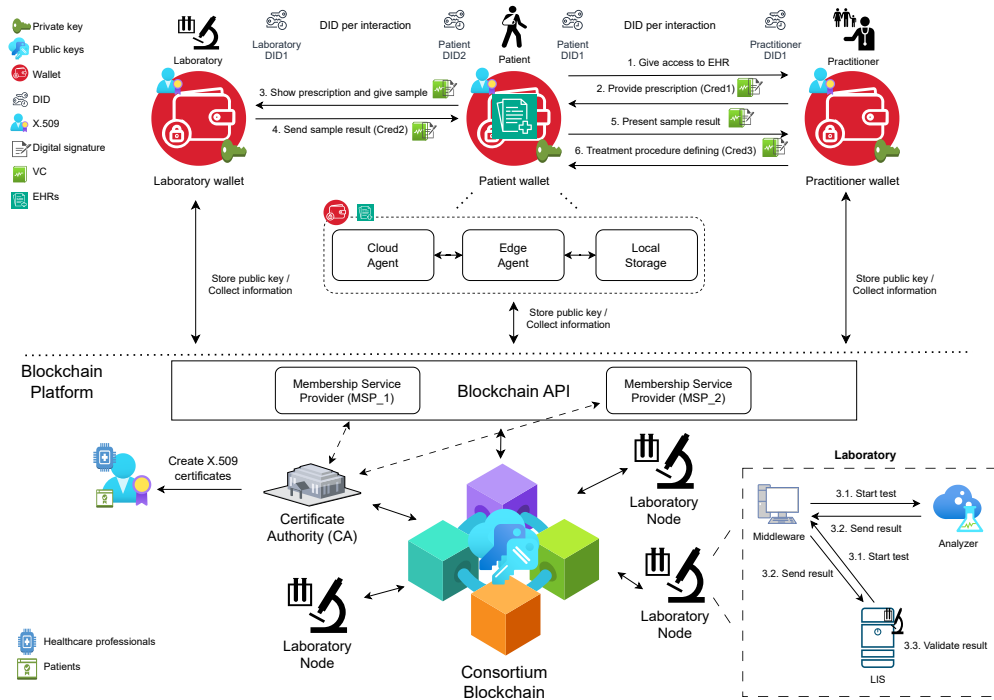 Private key
Public keys
Wallet
DID
X.509
Digital signature
VC
EHRs
Laboratory
Laboratory
DID1
DID per interaction
Patient
DID2
Patient
Patient
DID1
DID per interaction
Practitioner
DID1
Practitioner
1. Give access to EHR
2. Provide prescription (Cred1)
3. Show prescription and give sample
4. Send sample result (Cred2)
5. Present sample result
6. Treatment procedure defining (Cred3)
Laboratory wallet
Patient wallet
Practitioner wallet
Cloud
Agent
Edge
Agent
Local
Storage
Store public key /
Collect information
Store public key /
Collect information
Store public key /
Collect information
Blockchain
Platform
Membership Service
Provider (MSP_1)
Blockchain API
Membership Service
Provider (MSP_2)
Create X.509
certificates
Certificate
Authority (CA)
Laboratory
Node
Laboratory
Node
Laboratory
Node
Consortium
Blockchain
Laboratory
Middleware
3.1. Start test
3.2. Send result
Analyzer
3.1. Start test
3.2. Send result
3.3. Validate result
LIS
Healthcare professionals
Patients